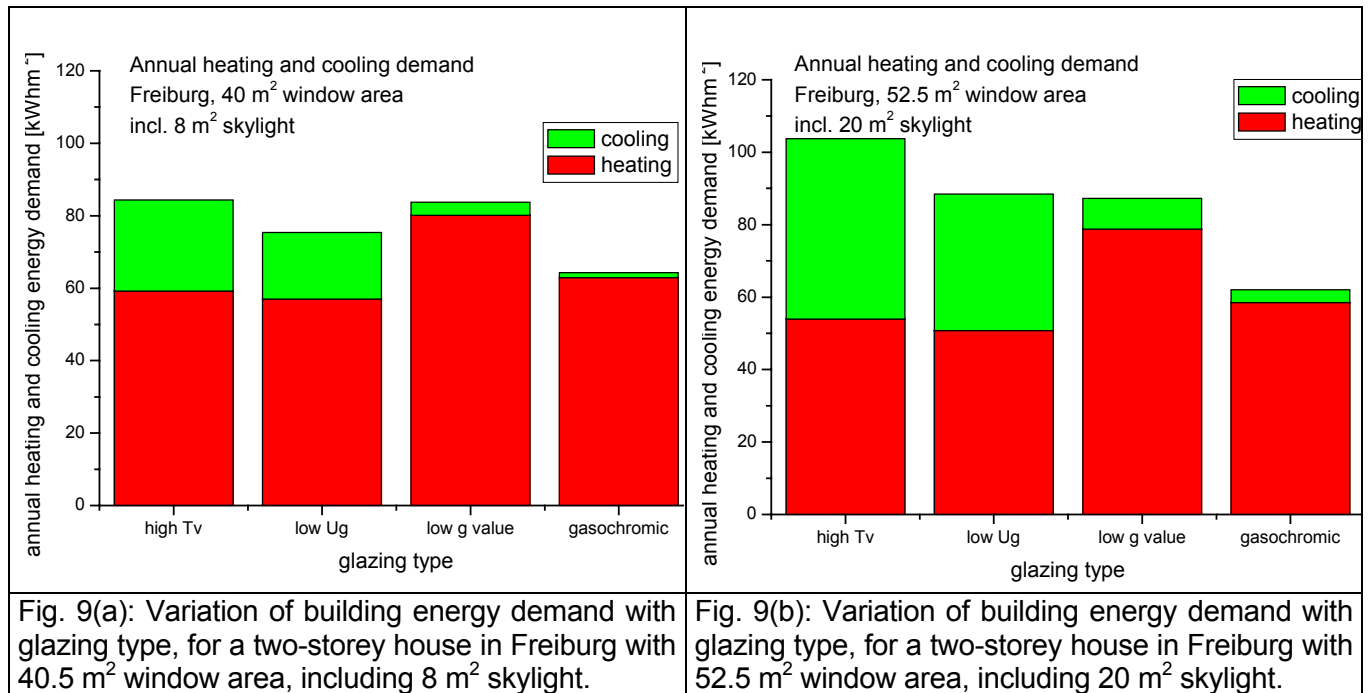 annual heating and cooling energy demand [kWhm⁻²]
120
100
80
60
40
20
0
Annual heating and cooling demand
Freiburg, 40 m² window area
incl. 8 m² skylight
cooling
heating
high Tv
low Ug
low g value
gasochromic
glazing type
Fig. 9(a): Variation of building energy demand with
glazing type, for a two-storey house in Freiburg with
40.5 m² window area, including 8 m² skylight.
annual heating and cooling energy demand [kWhm⁻²]
120
100
80
60
40
20
0
Annual heating and cooling demand
Freiburg, 52.5 m² window area
incl. 20 m² skylight
cooling
heating
high Tv
low Ug
low g value
gasochromic
glazing type
Fig. 9(b): Variation of building energy demand with
glazing type, for a two-storey house in Freiburg with
52.5 m² window area, including 20 m² skylight.